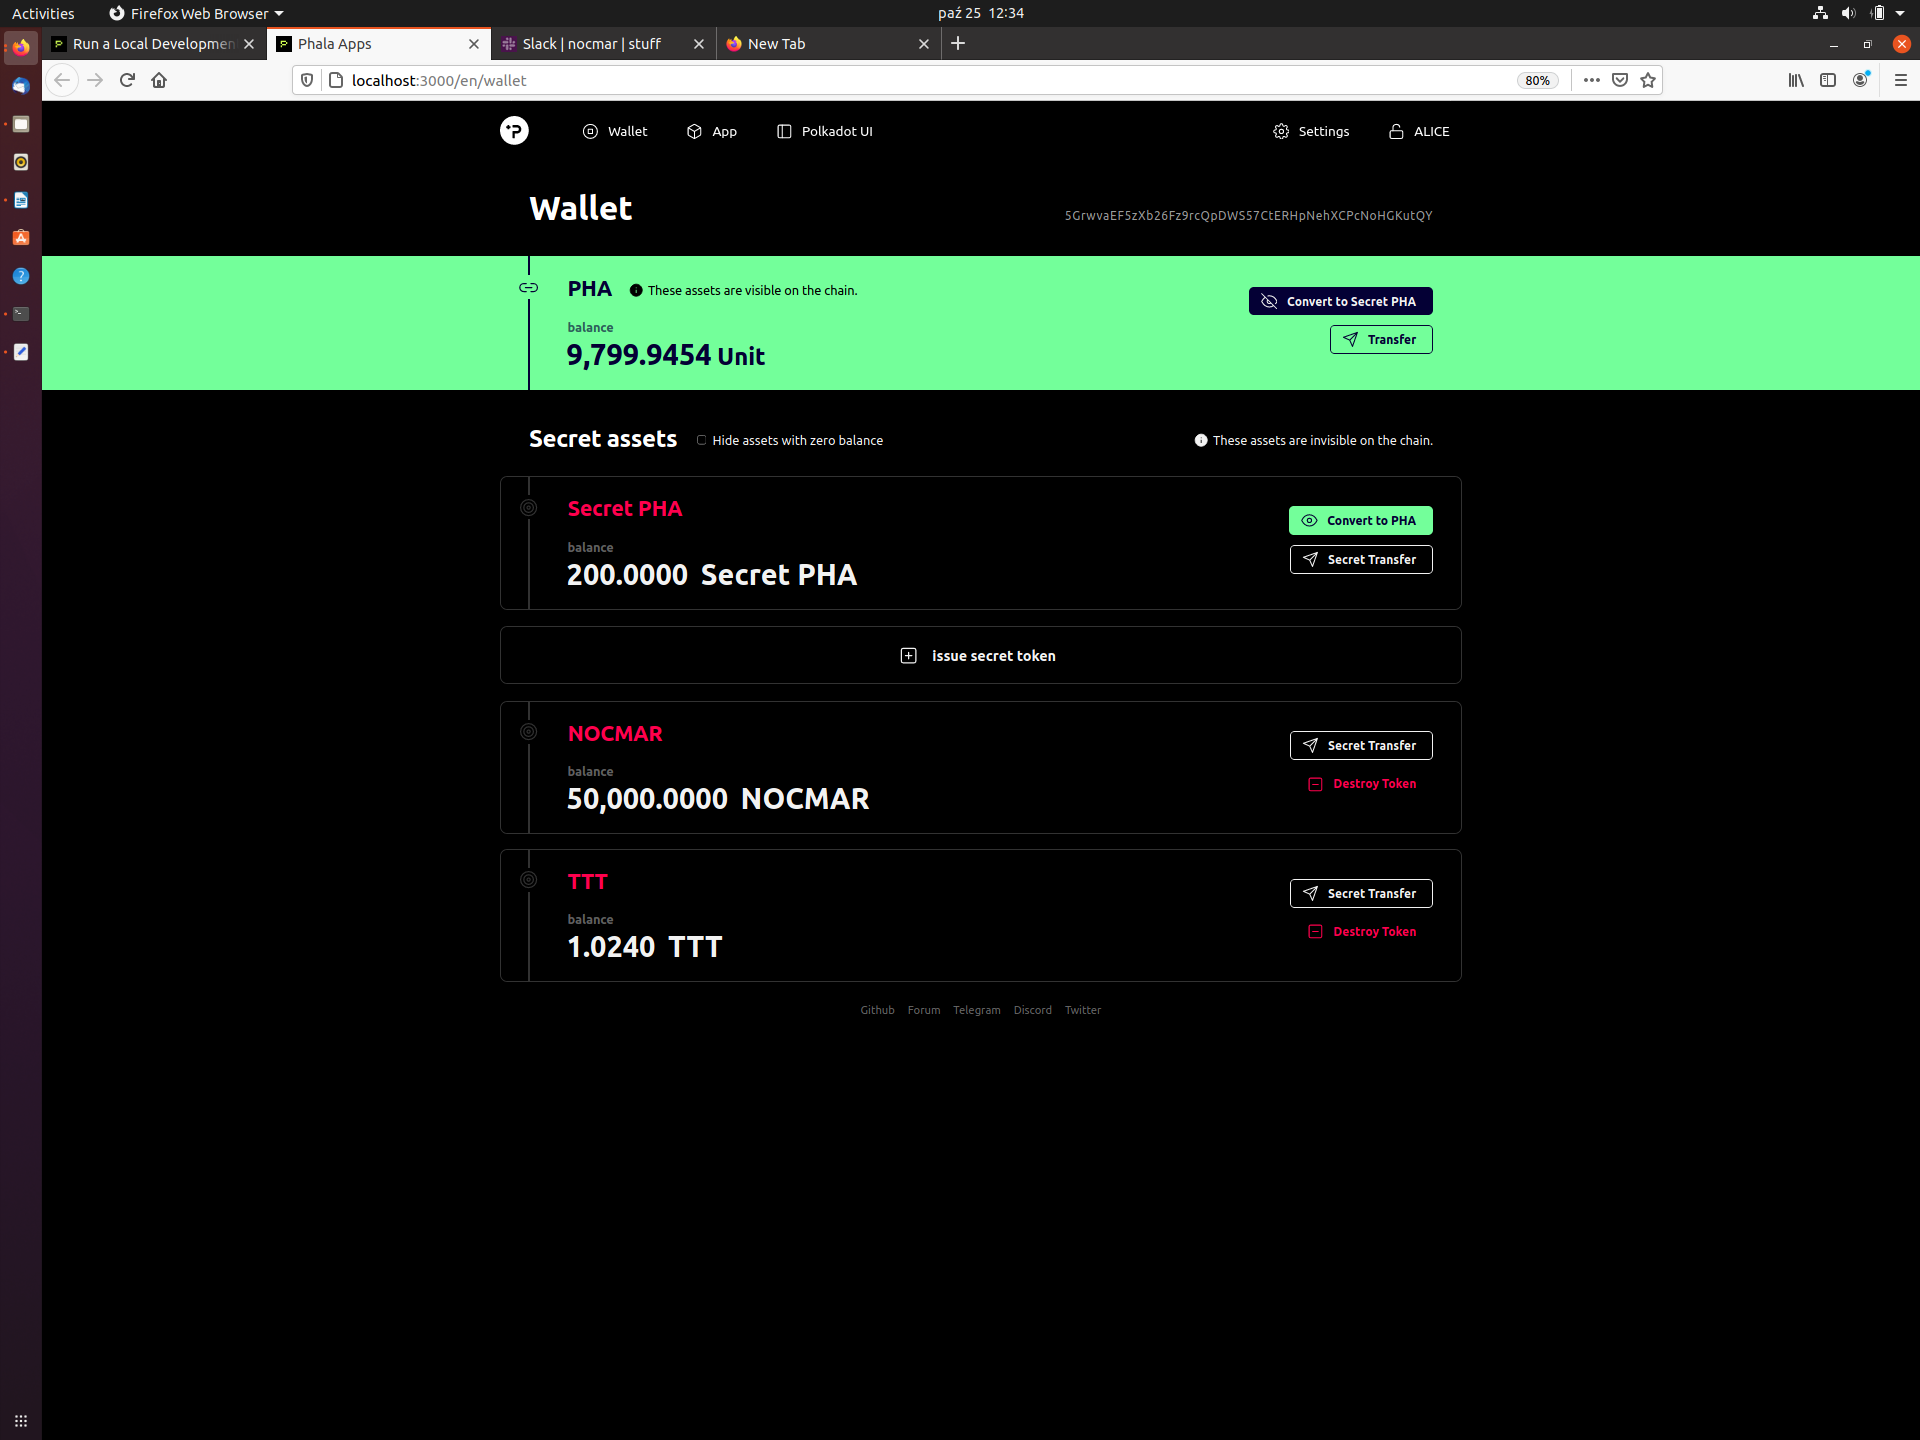 Activities
Firefox Web Browser
paź 25 12:34
Run a Local Developmen
Phala Apps
Slack | nocmar | stuff
New Tab
localhost:3000/en/wallet
80%
Wallet
App
Polkadot UI
Settings
ALICE
Wallet
5GrwvaEF5zXb26Fz9rcQpDWS57CtERHpNehXCPcNoHGKutQY
PHA
These assets are visible on the chain.
Convert to Secret PHA
balance
Transfer
9,799.9454 Unit
Secret assets
Hide assets with zero balance
These assets are invisible on the chain.
Secret PHA
Convert to PHA
balance
Secret Transfer
200.0000 Secret PHA
issue secret token
NOCMAR
Secret Transfer
balance
Destroy Token
50,000.0000 NOCMAR
TTT
Secret Transfer
balance
Destroy Token
1.0240 TTT
Github Forum Telegram Discord Twitter